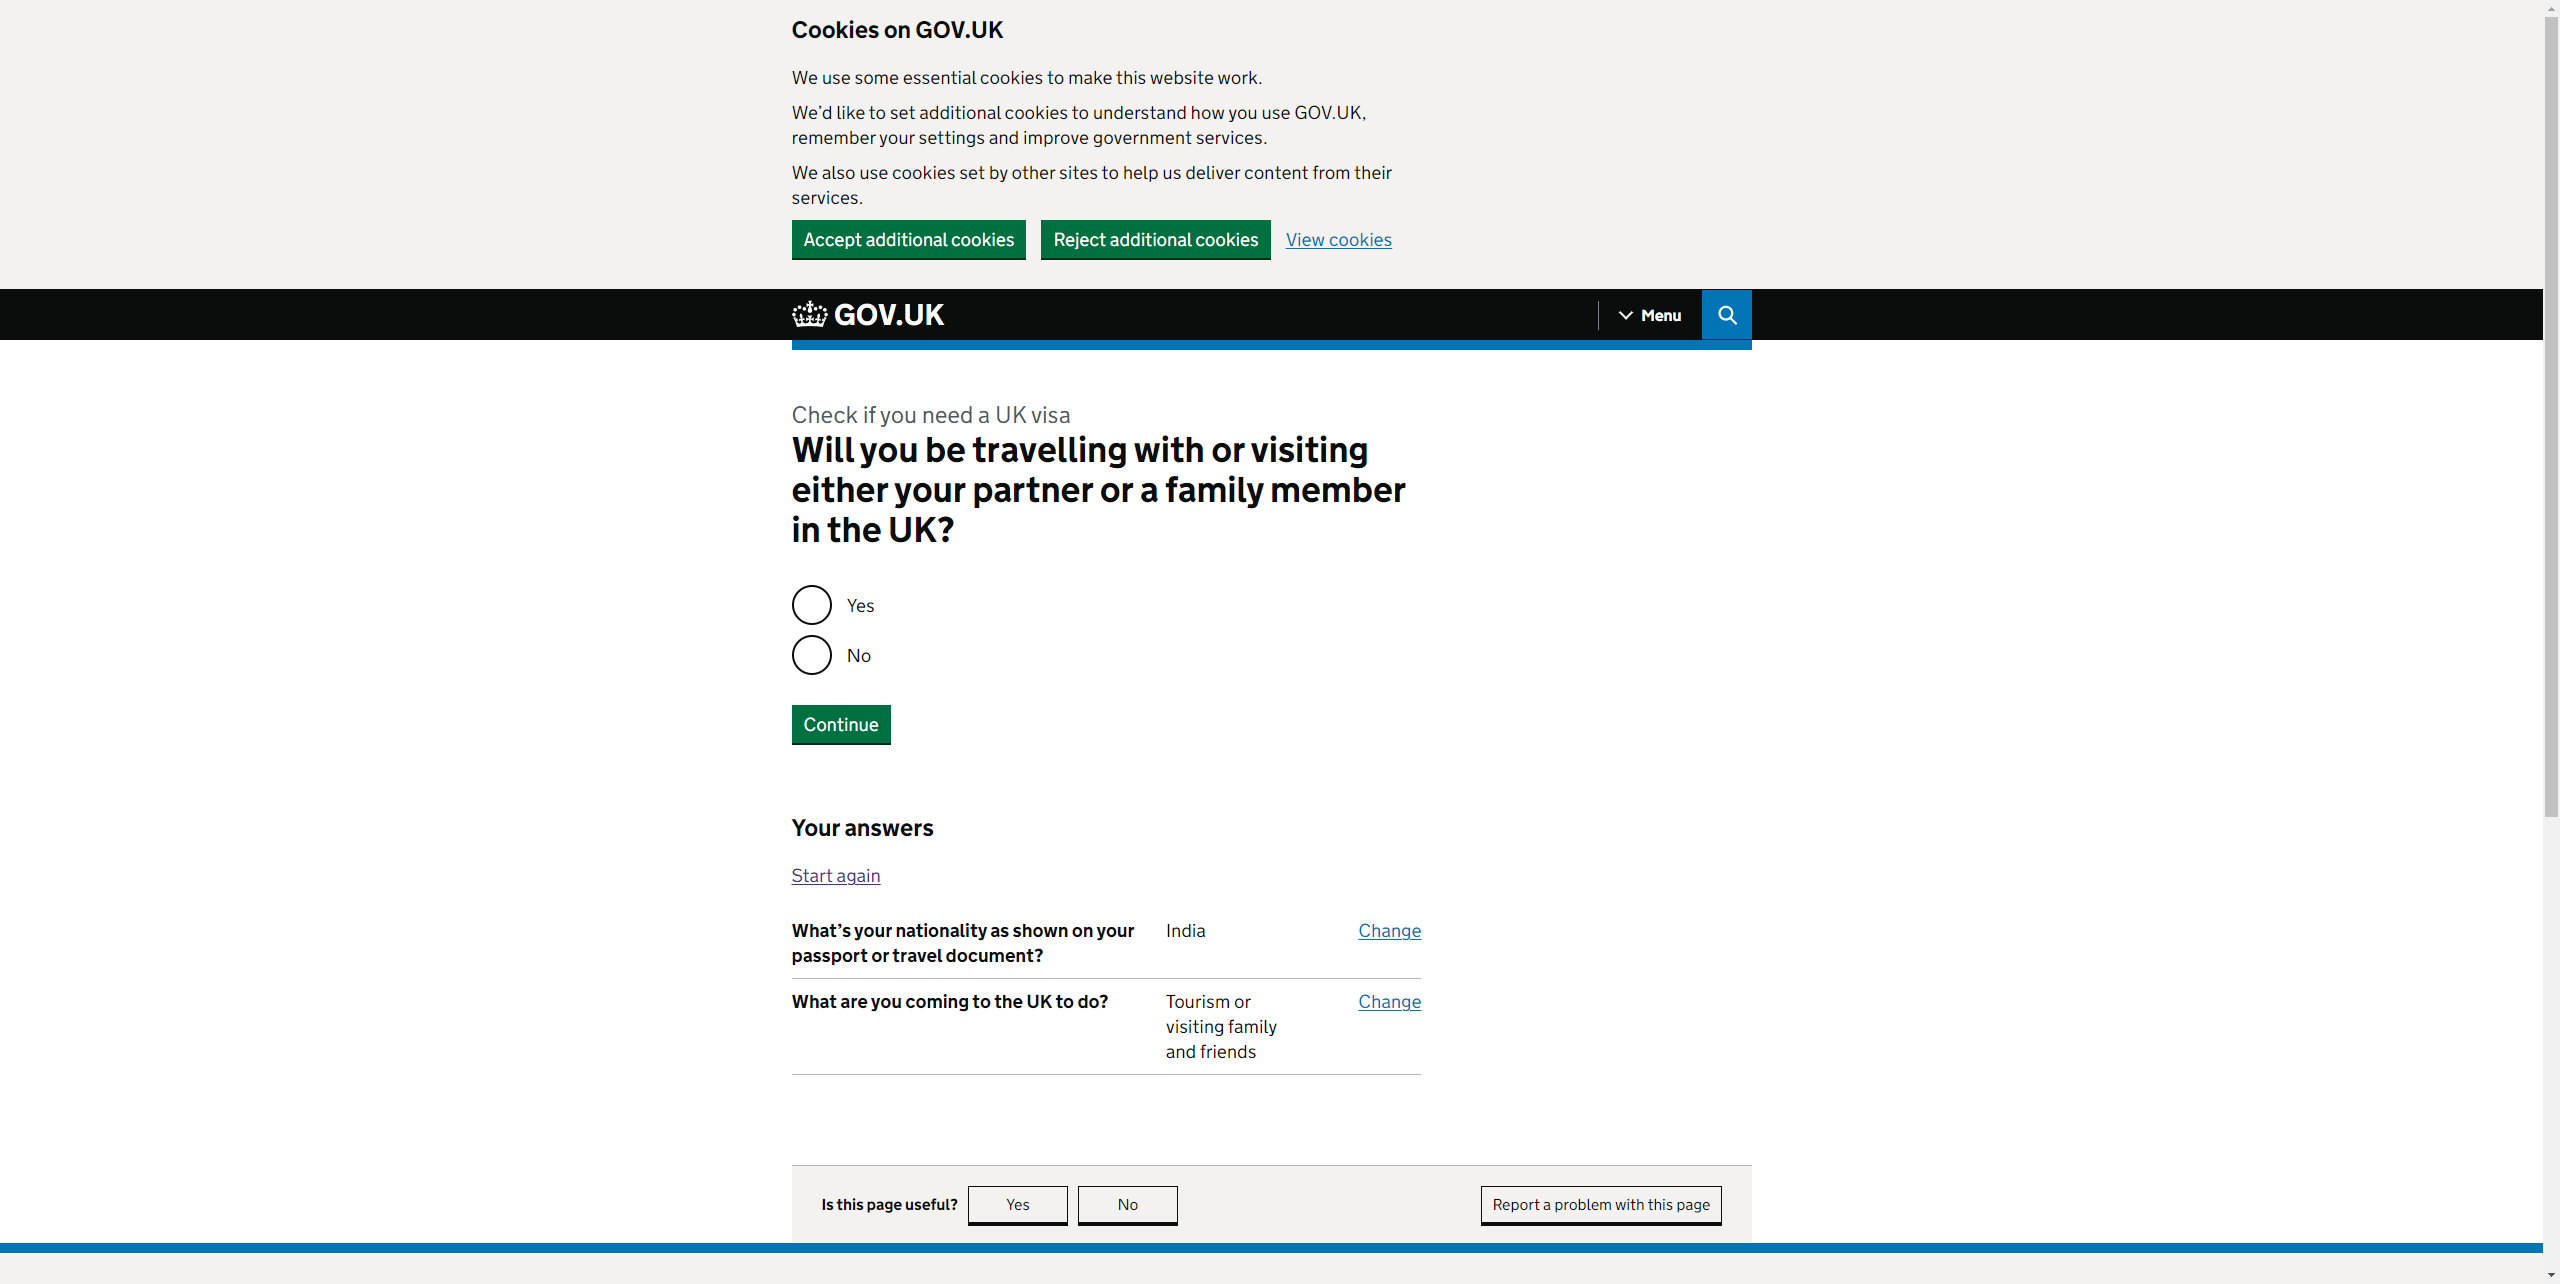 Cookies on GOV.UK
We use some essential cookies to make this website work.
We’d like to set additional cookies to understand how you use GOV.UK,
remember your settings and improve government services.
We also use cookies set by other sites to help us deliver content from their
services.
Accept additional cookies Reject additional cookies View cookies
GOV.UK Menu
Check if you need a UK visa
Will you be travelling with or visiting
either your partner or a family member
in the UK?
Yes
No
Continue
Your answers
Start again
What’s your nationality as shown on your India Change
passport or travel document?
What are you coming to the UK to do? Tourism or Change
visiting family
and friends
Is this page useful? Yes No Report a problem with this page